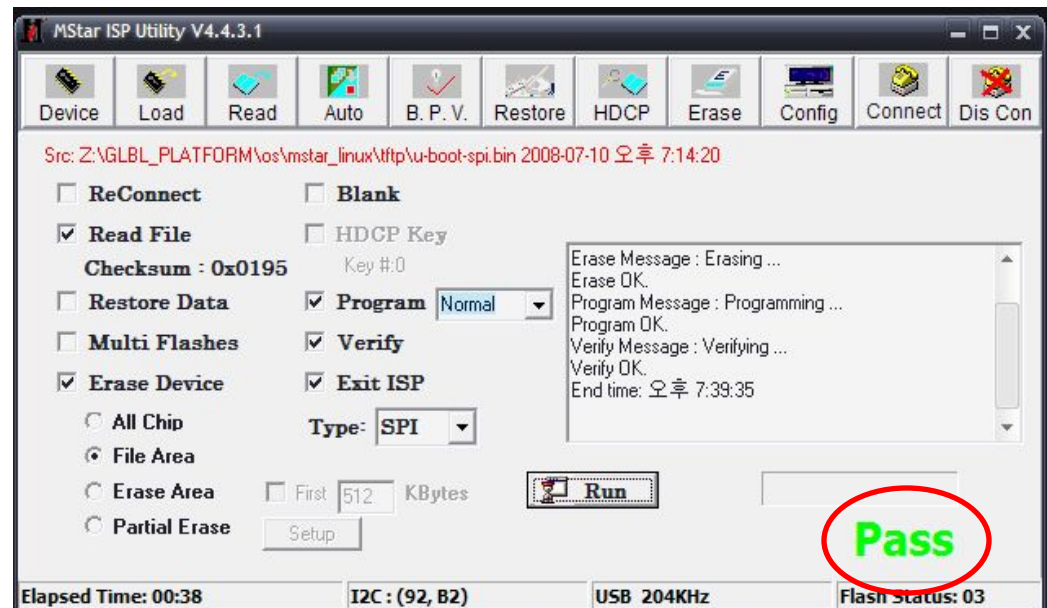 MStar ISP Utility V4.4.3.1
Device Load Read Auto B. P. V. Restore HDCP Erase Config Connect Dis Con
Src: Z:\GLBL_PLATFORM\os\mstar_linux\tftp\u-boot-spi.bin 2008-07-10 오후 7:14:20
ReConnect
Blank
Read File
HDCP Key
Checksum : 0x0195
Key #:0
Restore Data
Program Normal
Multi Flashes
Verify
Erase Device
Exit ISP
All Chip
Type: SPI
File Area
Erase Area
First 512 KBytes
Partial Erase
Setup
Erase Message : Erasing ...
Erase OK.
Program Message : Programming ...
Program OK.
Verify Message : Verifying ...
Verify OK.
End time: 오후 7:39:35
Run
Pass
Elapsed Time: 00:38 I2C : (92, B2) USB 204KHz Flash Status: 03